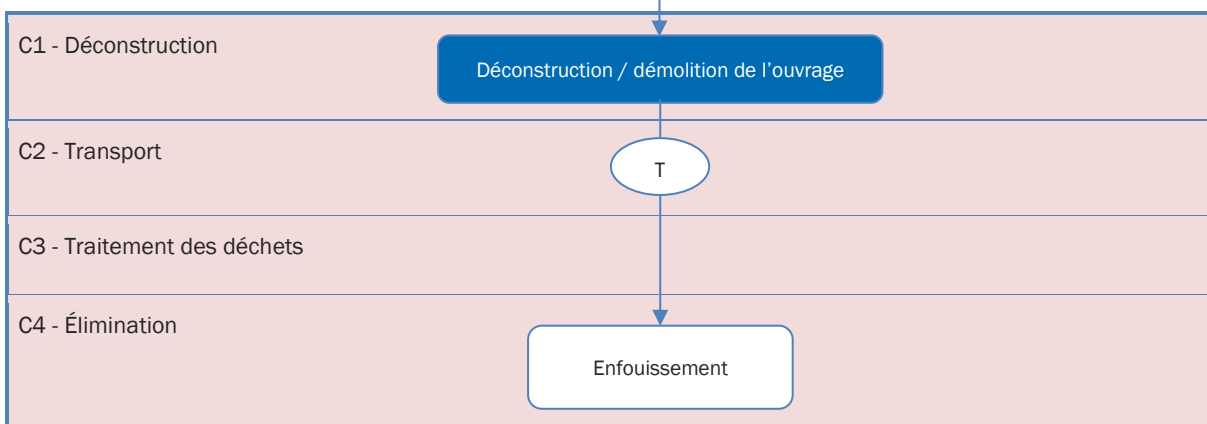 C1 - Déconstruction
Déconstruction / démolition de l’ouvrage
C2 - Transport
T
C3 - Traitement des déchets
C4 - Élimination
Enfouissement